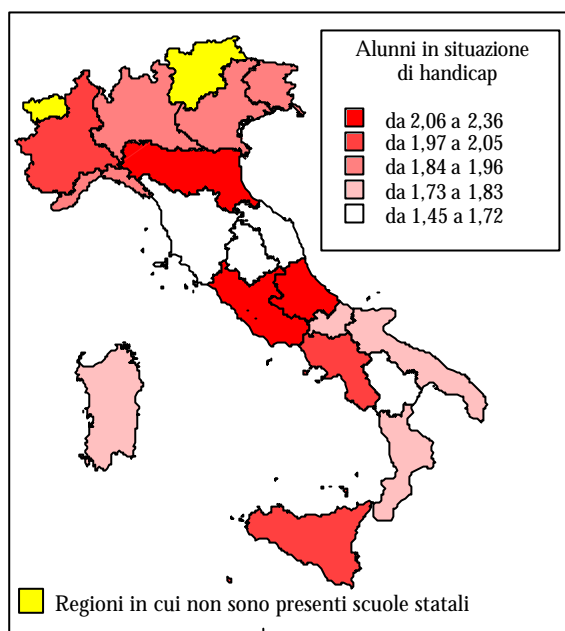 Alunni in situazione
di handicap
da 2,06 a 2,36
da 1,97 a 2,05
da 1,84 a 1,96
da 1,73 a 1,83
da 1,45 a 1,72
Regioni in cui non sono presenti scuole statali